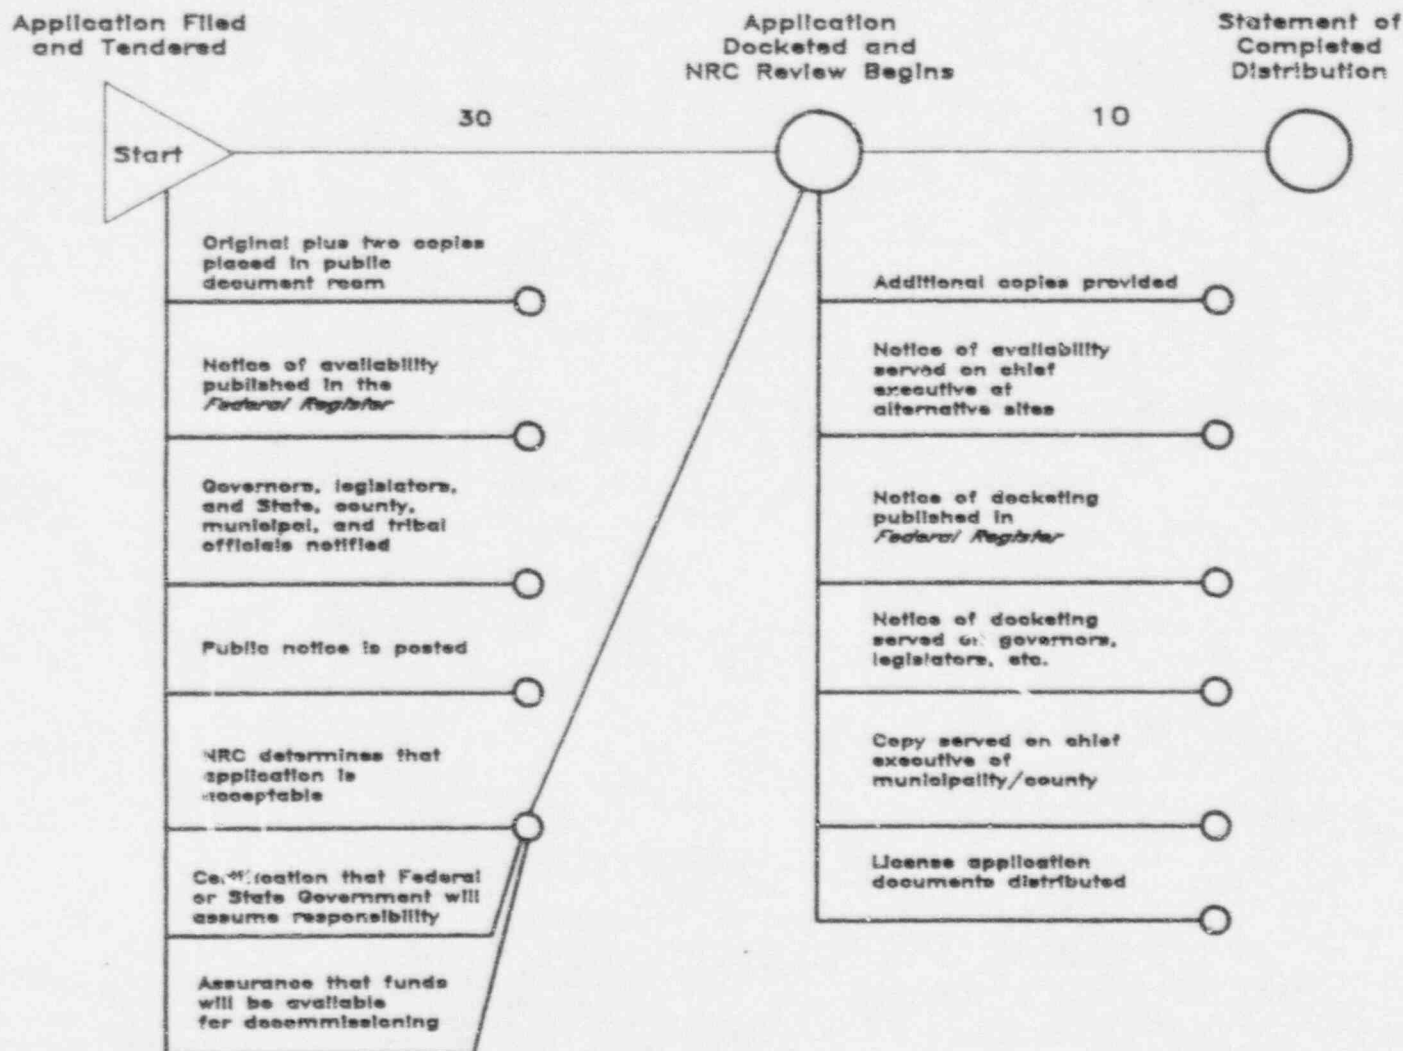 Application Filed
and Tendered
Application
Docketed and
NRC Review Begins
Statement of
Completed
Distribution
30
10
Start
Original plus two copies
placed in public
document room
Notice of availability
published in the
Federal Register
Governors, legislators,
and State, county,
municipal, and tribal
officials notified
Public notice is posted
NRC determines that
application is
acceptable
Certification that Federal
or State Government will
assume responsibility
Assurance that funds
will be available
for decommissioning
Additional copies provided
Notice of availability
served on chief
executive at
alternative sites
Notice of docketing
published in
Federal Register
Notice of docketing
served on governors,
legislators, etc.
Copy served on chief
executive of
municipality/county
License application
documents distributed